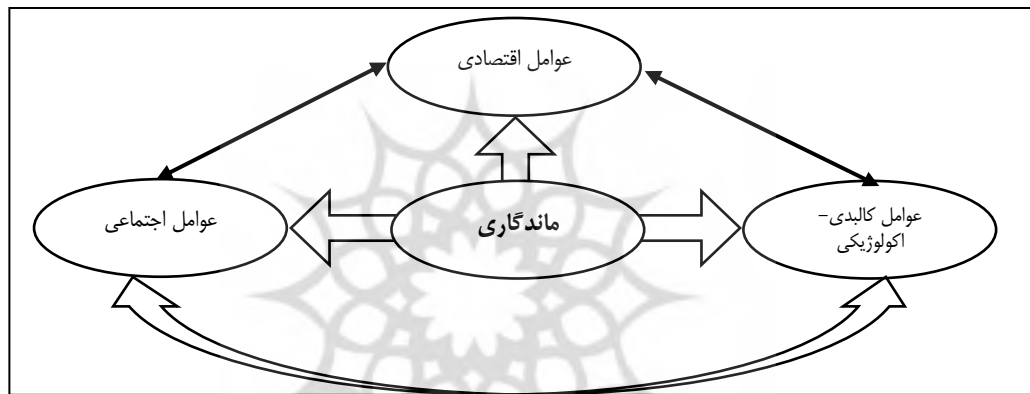 عوامل اقتصادی
عوامل اجتماعی
ماندگاری
عوامل کالبدی-
اکولوژیکی